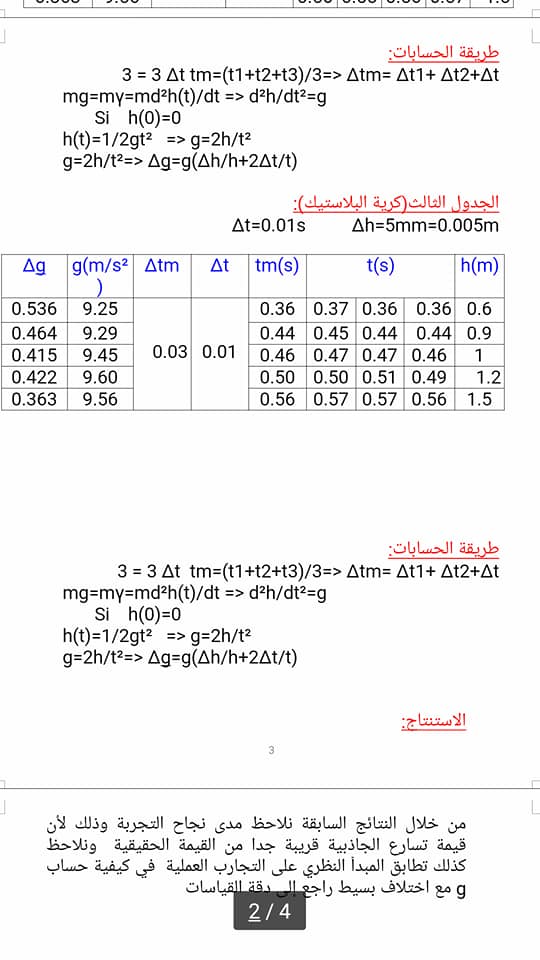 طريقة الحسابات:
3 = 3 Δt tm=(t1+t2+t3)/3=> Δtm= Δt1+ Δt2+Δt
mg=mγ=md²h(t)/dt => d²h/dt²=g
Si h(0)=0
h(t)=1/2gt² => g=2h/t²
g=2h/t²=> Δg=g(Δh/h+2Δt/t)
الجدول الثالث(كرية البلاستيك):
Δt=0.01s Δh=5mm=0.005m
Δg g(m/s²) Δtm Δt tm(s) t(s) h(m)
0.536 9.25 0.36 0.37 0.36 0.36 0.6
0.464 9.29 0.44 0.45 0.44 0.44 0.9
0.415 9.45 0.03 0.01 0.46 0.47 0.47 0.46 1
0.422 9.60 0.50 0.50 0.51 0.49 1.2
0.363 9.56 0.56 0.57 0.57 0.56 1.5
طريقة الحسابات:
3 = 3 Δt tm=(t1+t2+t3)/3=> Δtm= Δt1+ Δt2+Δt
mg=mγ=md²h(t)/dt => d²h/dt²=g
Si h(0)=0
h(t)=1/2gt² => g=2h/t²
g=2h/t²=> Δg=g(Δh/h+2Δt/t)
الاستنتاج:
3
من خلال النتائج السابقة نلاحظ مدى نجاح التجربة وذلك لأن
قيمة تسارع الجاذبية قريبة جدا من القيمة الحقيقية ونلاحظ
كذلك تطابق المبدأ النظري على التجارب العملية في كيفية حساب
g مع اختلاف بسيط راجع إلى دقة القياسات
2 / 4